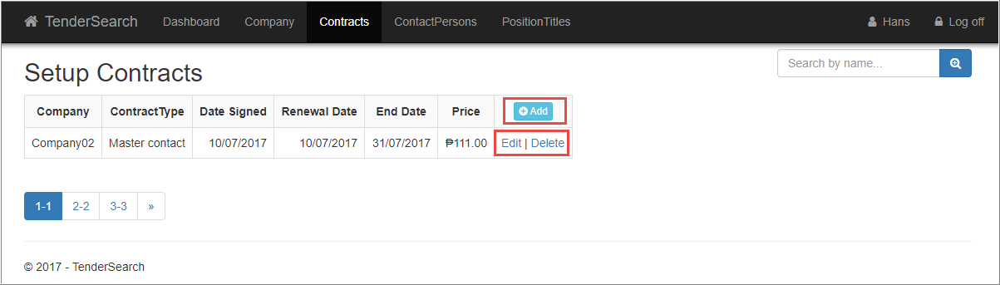 TenderSearch Dashboard Company Contracts ContactPersons PositionTitles Hans Log off
Setup Contracts
Search by name...
Company ContractType Date Signed Renewal Date End Date Price Add
Company02 Master contact 10/07/2017 10/07/2017 31/07/2017 ₱111.00 Edit | Delete
1-1 2-2 3-3 »
© 2017 - TenderSearch